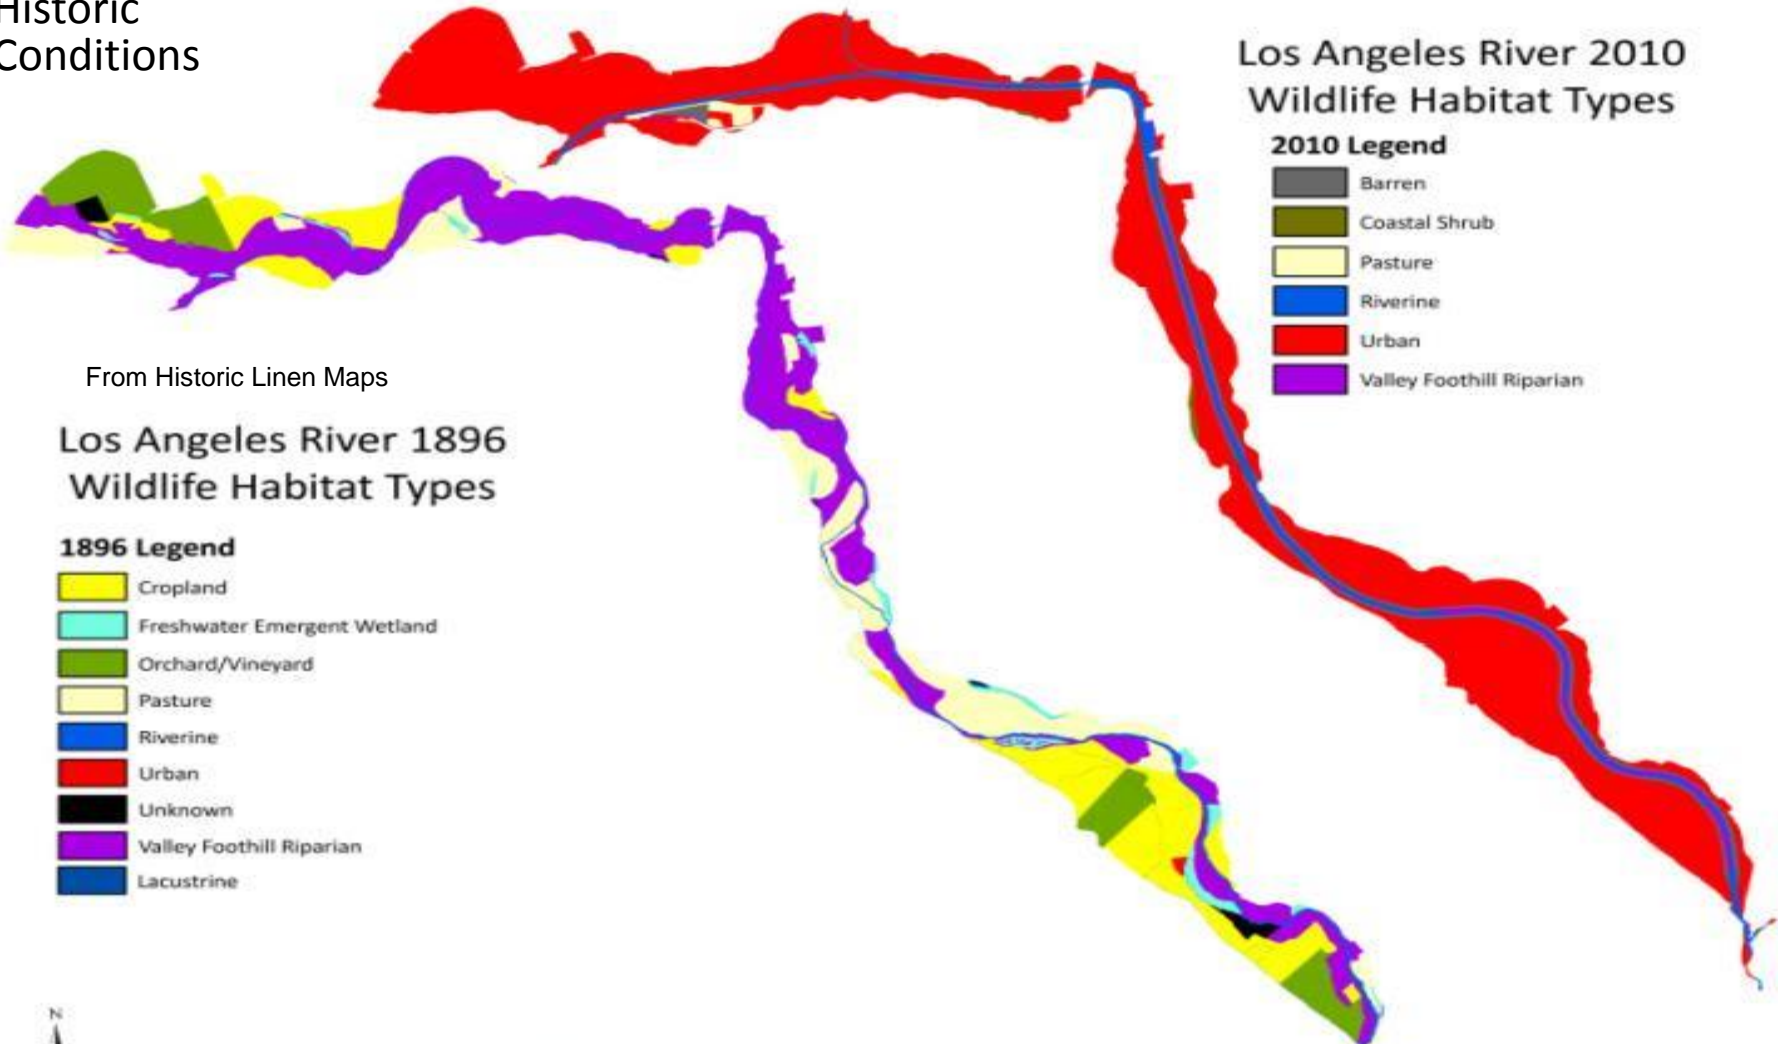 Historic
Conditions
Los Angeles River 2010
Wildlife Habitat Types
2010 Legend
Barren
Coastal Shrub
Pasture
Riverine
Urban
Valley Foothill Riparian
From Historic Linen Maps
Los Angeles River 1896
Wildlife Habitat Types
1896 Legend
Cropland
Freshwater Emergent Wetland
Orchard/Vineyard
Pasture
Riverine
Urban
Unknown
Valley Foothill Riparian
Lacustrine
N